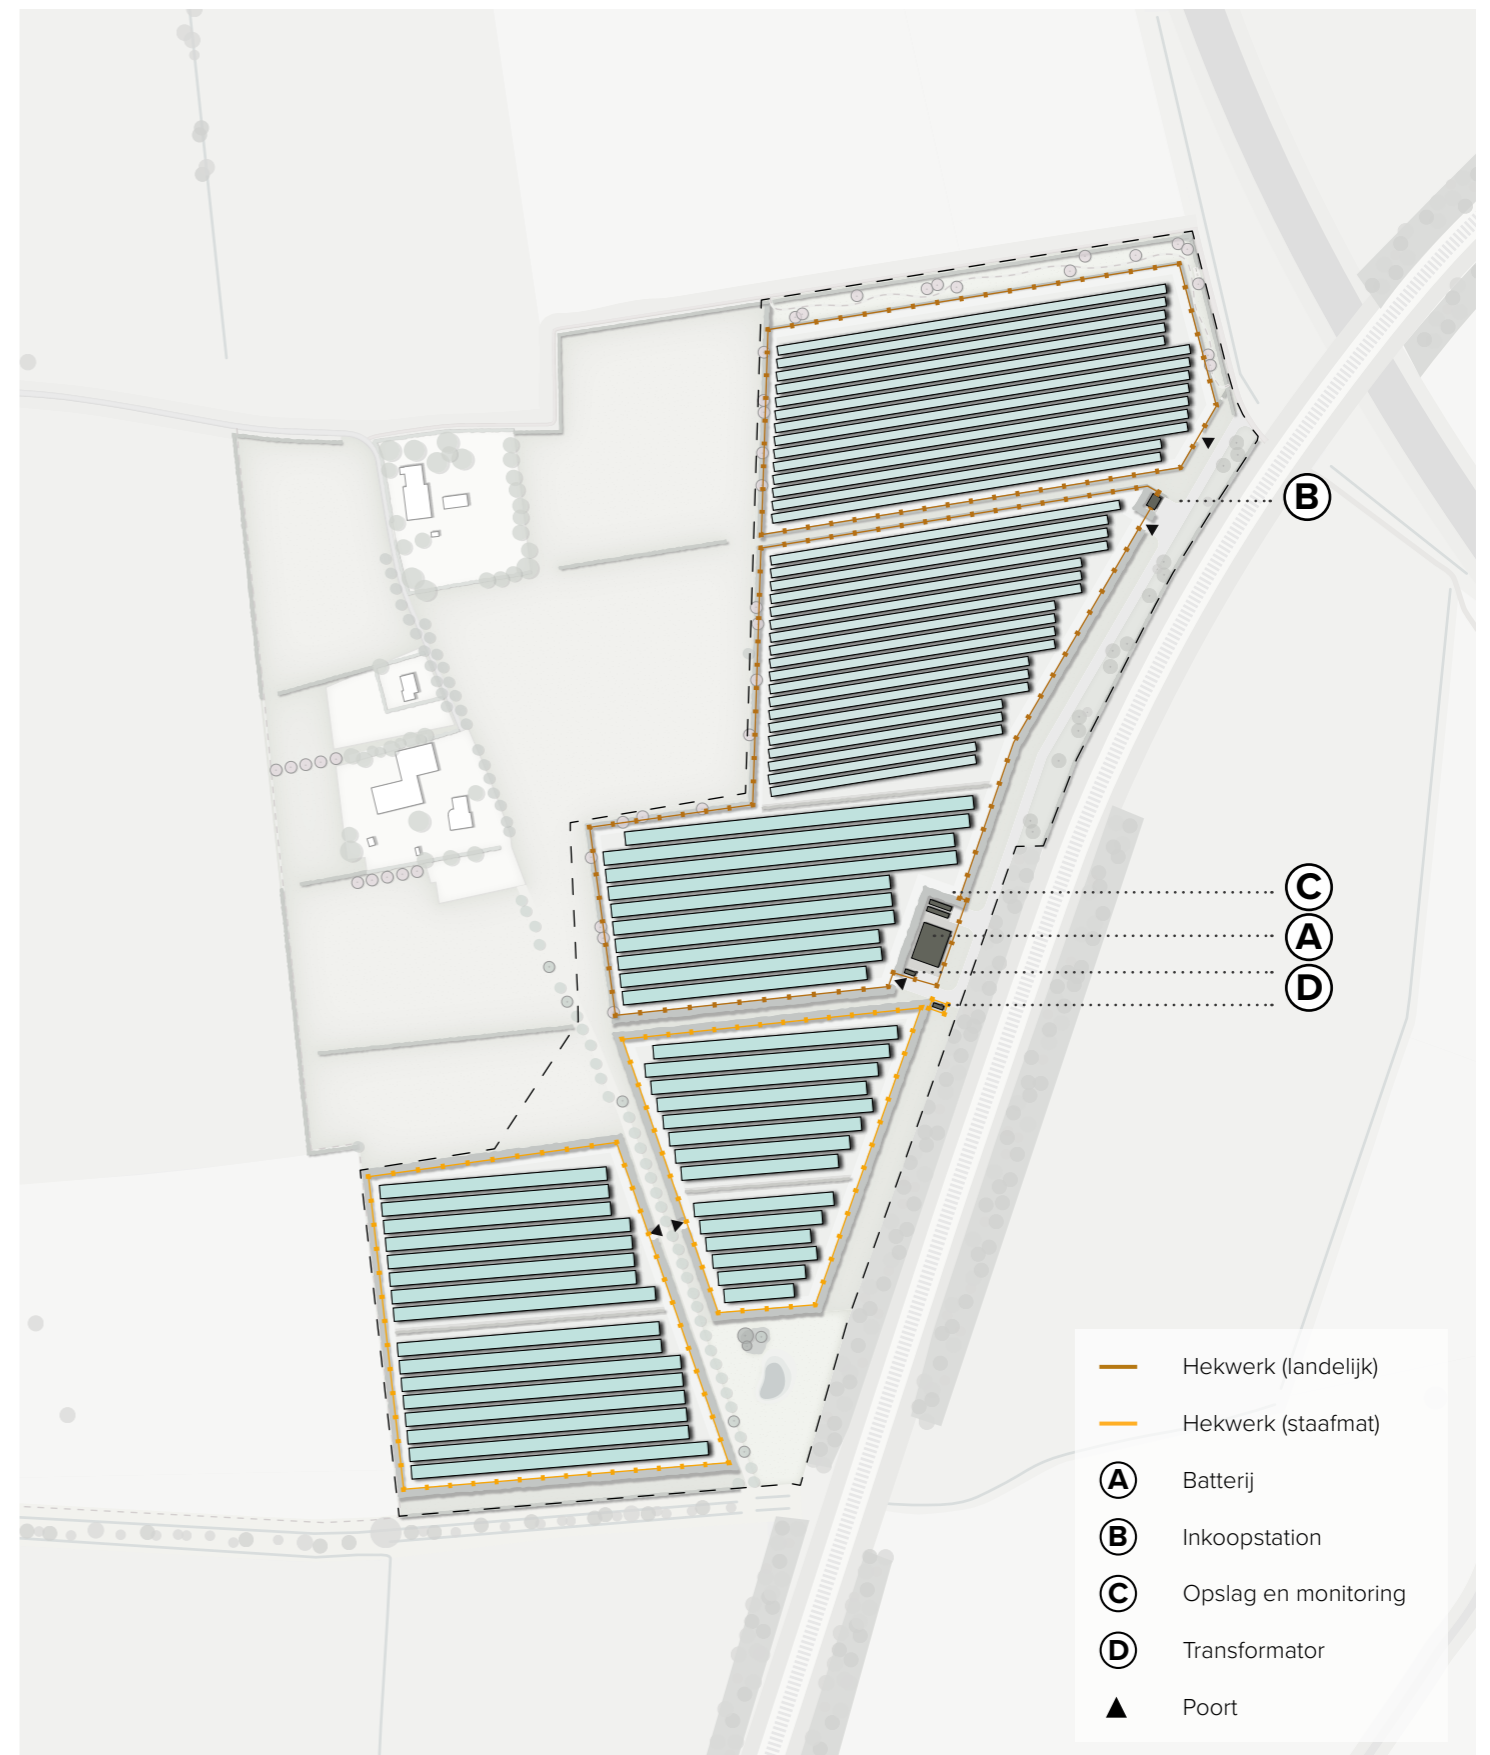 B
C
A
D
Hekwerk (landelijk)
Hekwerk (staafmat)
A Batterij
B Inkoopstation
C Opslag en monitoring
D Transformator
Poort